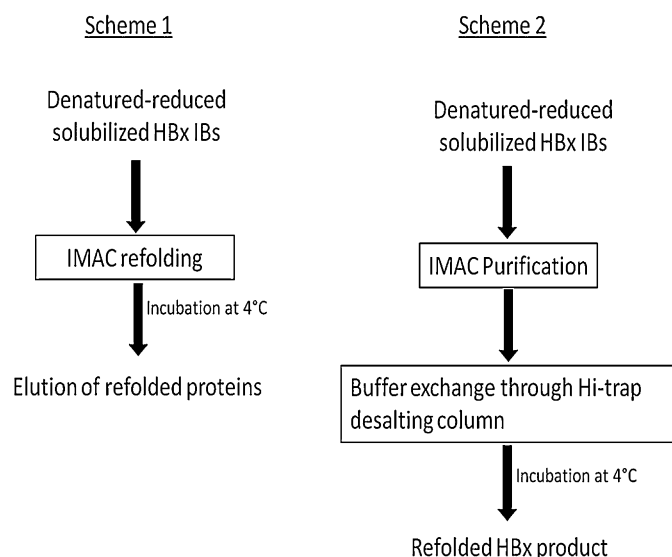 Scheme 1
Denatured-reduced
solubilized HBx IBs
IMAC refolding
Incubation at 4°C
Elution of refolded proteins
Scheme 2
Denatured-reduced
solubilized HBx IBs
IMAC Purification
Buffer exchange through Hi-trap
desalting column
Incubation at 4°C
Refolded HBx product